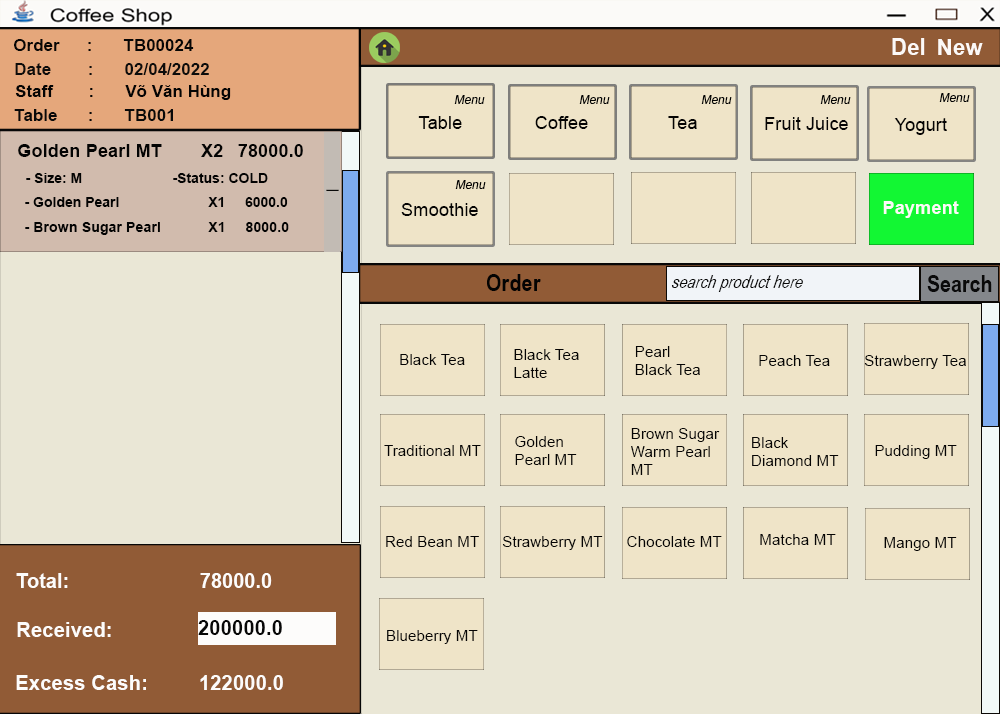 Coffee Shop
Order : TB00024
Date : 02/04/2022
Staff : Võ Văn Hùng
Table : TB001
Golden Pearl MT X2 78000.0
- Size: M -Status: COLD
- Golden Pearl X1 6000.0
- Brown Sugar Pearl X1 8000.0
Total: 78000.0
Received: 200000.0
Excess Cash: 122000.0
Del New
Menu
Table
Menu
Coffee
Menu
Tea
Menu
Fruit Juice
Menu
Yogurt
Menu
Smoothie
Payment
Order
search product here
Search
Black Tea
Black Tea
Latte
Pearl
Black Tea
Peach Tea
Strawberry Tea
Traditional MT
Golden
Pearl MT
Brown Sugar
Warm Pearl
MT
Black
Diamond MT
Pudding MT
Red Bean MT
Strawberry MT
Chocolate MT
Matcha MT
Mango MT
Blueberry MT